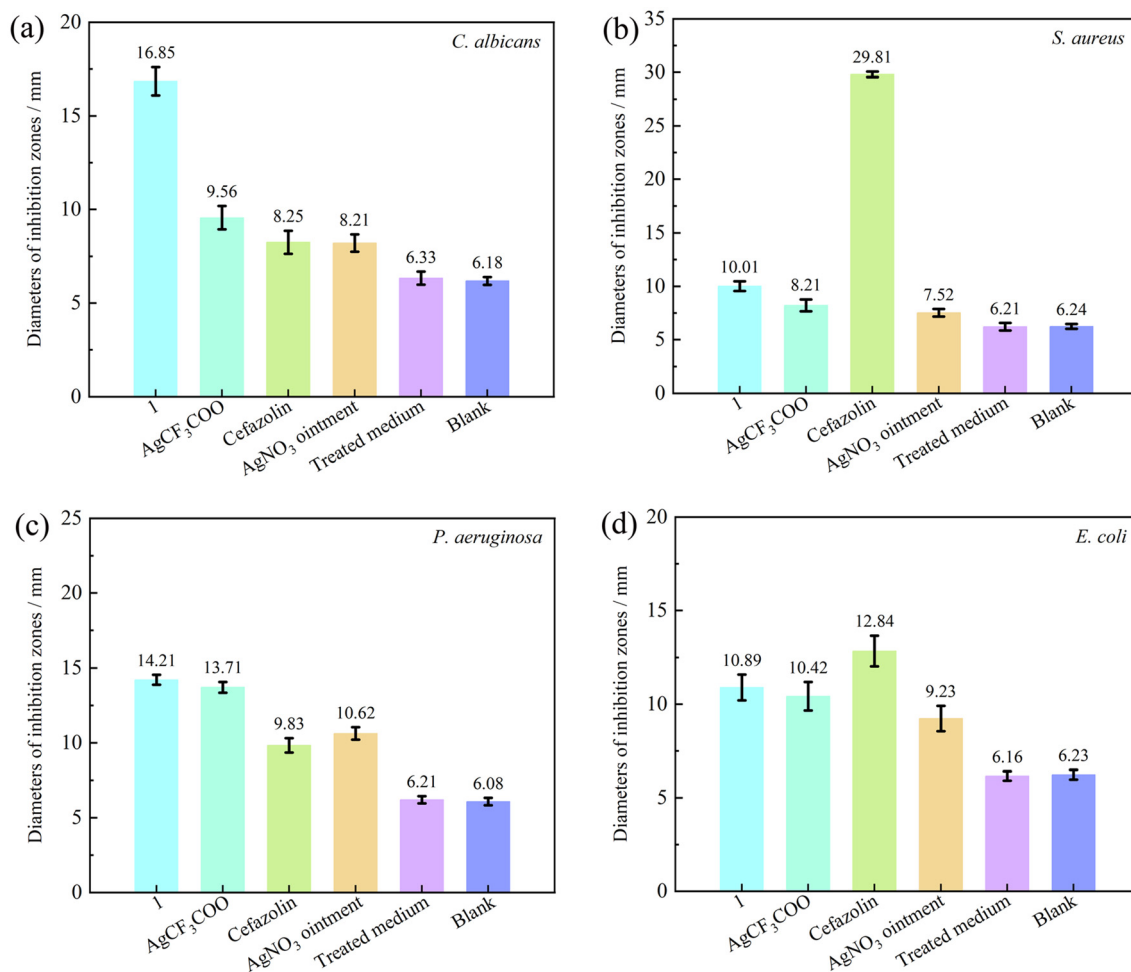 (a)
C. albicans
Diameters of inhibition zones / mm
20
15
10
5
0
16.85
9.56
8.25
8.21
6.33
6.18
1
AgCF₃COO
Cefazolin
AgNO₃ ointment
Treated medium
Blank
(b)
S. aureus
Diameters of inhibition zones / mm
35
30
25
20
15
10
5
0
10.01
8.21
29.81
7.52
6.21
6.24
1
AgCF₃COO
Cefazolin
AgNO₃ ointment
Treated medium
Blank
(c)
P. aeruginosa
Diameters of inhibition zones / mm
25
20
15
10
5
0
14.21
13.71
9.83
10.62
6.21
6.08
1
AgCF₃COO
Cefazolin
AgNO₃ ointment
Treated medium
Blank
(d)
E. coli
Diameters of inhibition zones / mm
20
15
10
5
0
10.89
10.42
12.84
9.23
6.16
6.23
1
AgCF₃COO
Cefazolin
AgNO₃ ointment
Treated medium
Blank